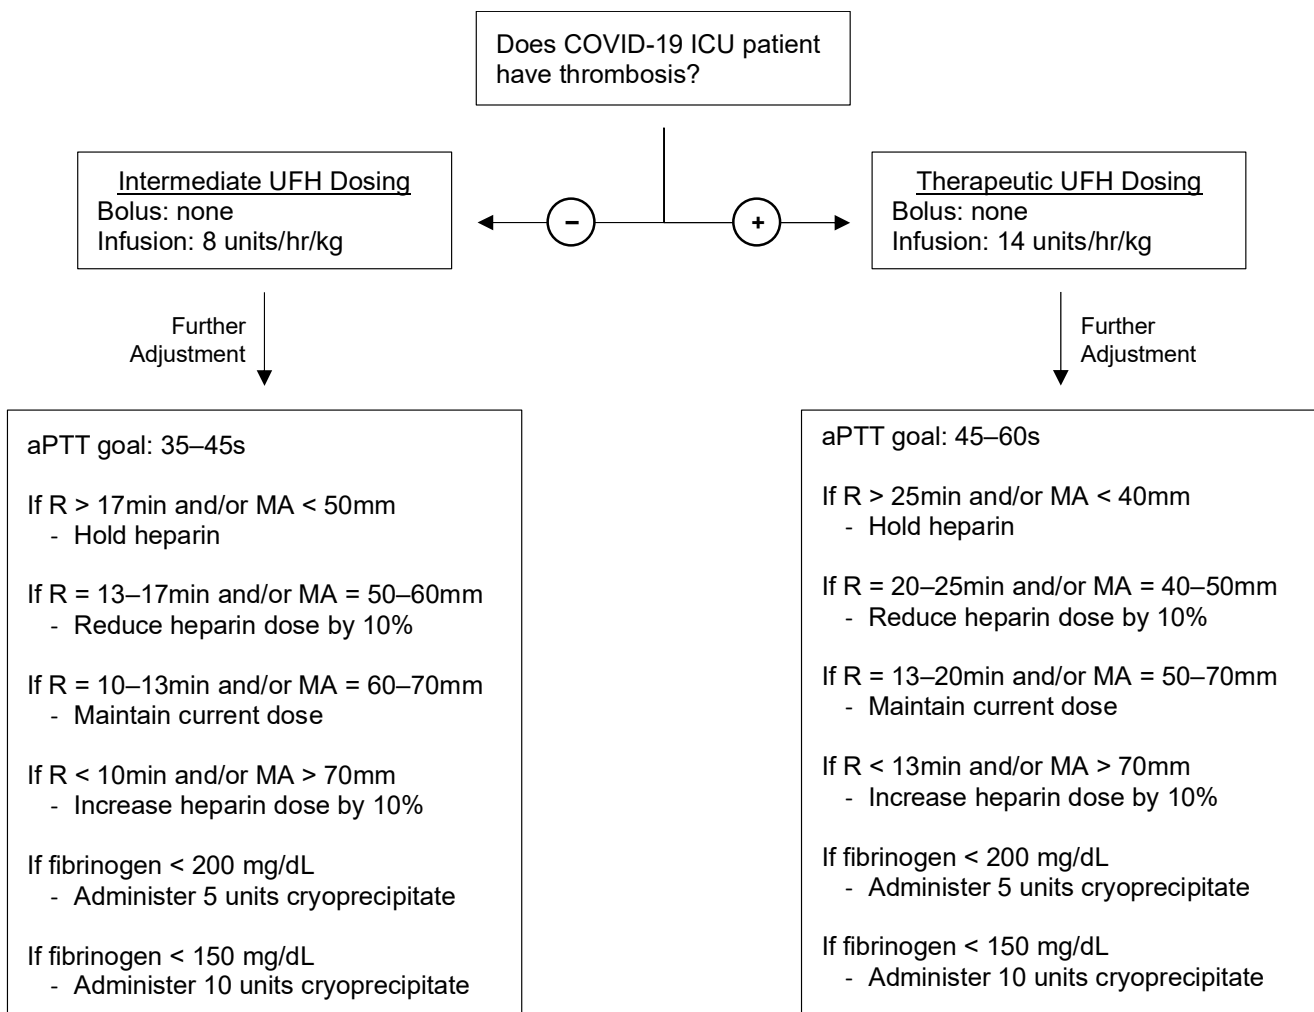 Does COVID-19 ICU patient
have thrombosis?
Intermediate UFH Dosing
Bolus: none
Infusion: 8 units/hr/kg
−
+
Therapeutic UFH Dosing
Bolus: none
Infusion: 14 units/hr/kg
Further
Adjustment
Further
Adjustment
aPTT goal: 35–45s
If R > 17min and/or MA < 50mm
- Hold heparin
If R = 13–17min and/or MA = 50–60mm
- Reduce heparin dose by 10%
If R = 10–13min and/or MA = 60–70mm
- Maintain current dose
If R < 10min and/or MA > 70mm
- Increase heparin dose by 10%
If fibrinogen < 200 mg/dL
- Administer 5 units cryoprecipitate
If fibrinogen < 150 mg/dL
- Administer 10 units cryoprecipitate
aPTT goal: 45–60s
If R > 25min and/or MA < 40mm
- Hold heparin
If R = 20–25min and/or MA = 40–50mm
- Reduce heparin dose by 10%
If R = 13–20min and/or MA = 50–70mm
- Maintain current dose
If R < 13min and/or MA > 70mm
- Increase heparin dose by 10%
If fibrinogen < 200 mg/dL
- Administer 5 units cryoprecipitate
If fibrinogen < 150 mg/dL
- Administer 10 units cryoprecipitate